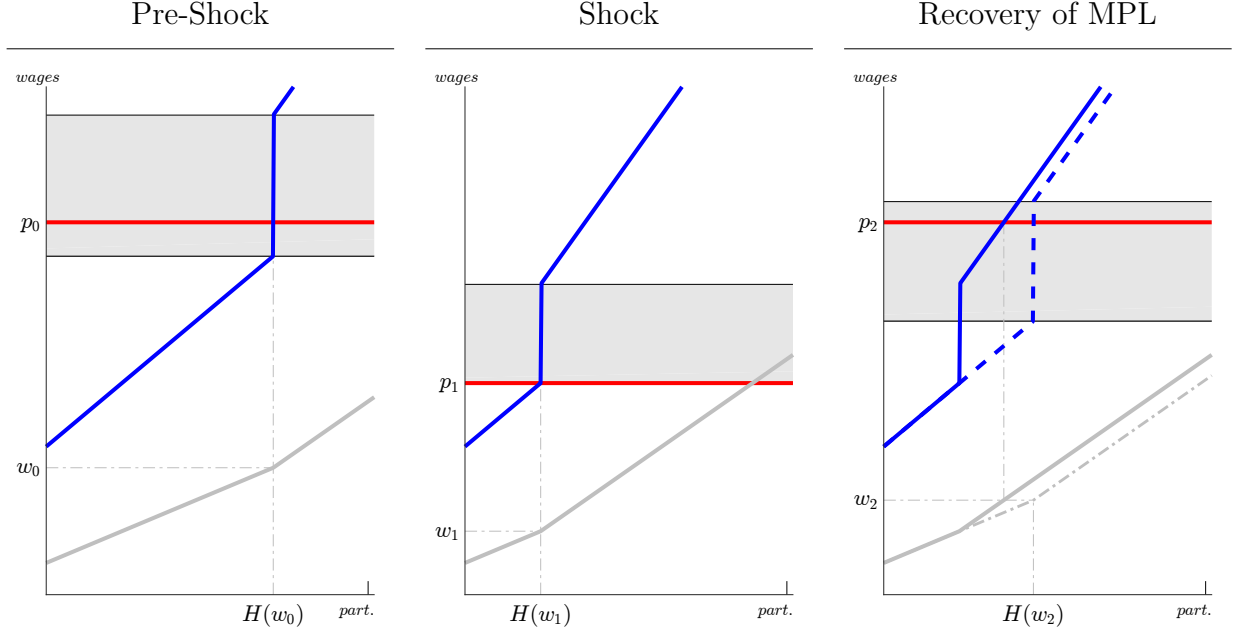 Pre-Shock
wages
p₀
w₀
H(w₀)
part.
Shock
wages
p₁
w₁
H(w₁)
part.
Recovery of MPL
wages
p₂
w₂
H(w₂)
part.